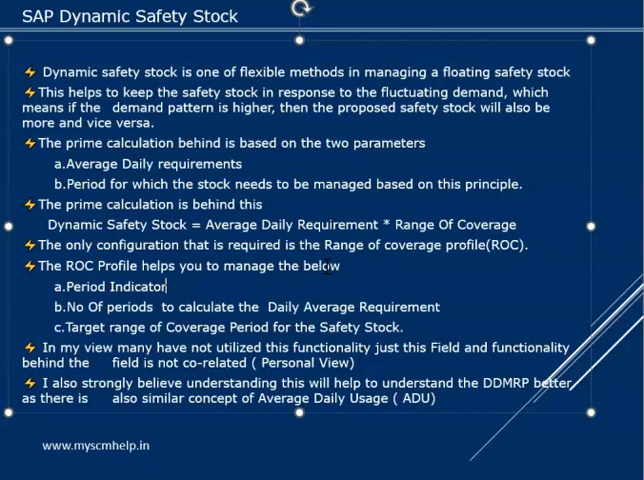 SAP Dynamic Safety Stock
Dynamic safety stock is one of flexible methods in managing a floating safety stock
This helps to keep the safety stock in response to the fluctuating demand, which
means if the demand pattern is higher, then the proposed safety stock will also be
more and vice versa.
The prime calculation behind is based on the two parameters
a.Average Daily requirements
b.Period for which the stock needs to be managed based on this principle.
The prime calculation is behind this
Dynamic Safety Stock = Average Daily Requirement * Range Of Coverage
The only configuration that is required is the Range of coverage profile(ROC).
The ROC Profile helps you to manage the below
a.Period Indicator
b.No Of periods to calculate the Daily Average Requirement
c.Target range of Coverage Period for the Safety Stock.
In my view many have not utilized this functionality just this Field and functionality
behind the field is not co-related ( Personal View)
I also strongly believe understanding this will help to understand the DDMRP better
as there is also similar concept of Average Daily Usage ( ADU)
www.myscmhelp.in